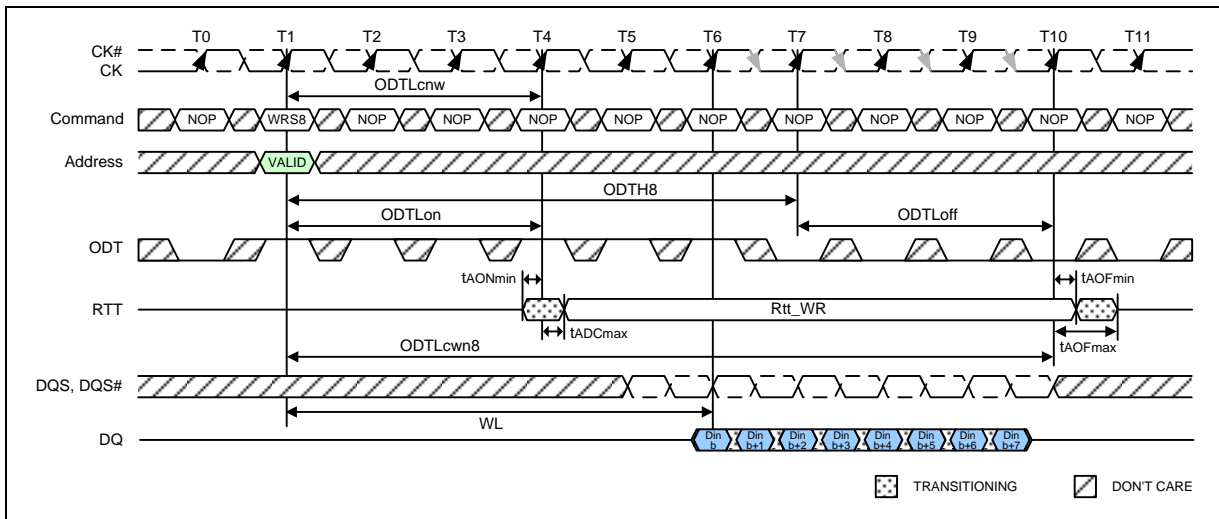 T0 T1 T2 T3 T4 T5 T6 T7 T8 T9 T10 T11
CK#
CK
ODTLcnw
Command NOP WRS8 NOP NOP NOP NOP NOP NOP NOP NOP NOP NOP
Address VALID
ODTH8
ODTLon ODTLoff
ODT
tAONmin tAOFmin
RTT Rtt_WR
tADCmax tAOFmax
ODTLcwn8
DQS, DQS#
WL
DQ Din b Din b+1 Din b+2 Din b+3 Din b+4 Din b+5 Din b+6 Din b+7
TRANSITIONING DON'T CARE